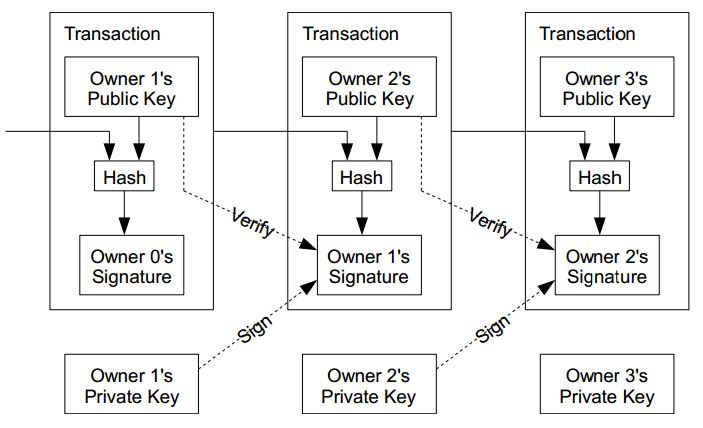 Transaction
Owner 1's
Public Key
Hash
Owner 0's
Signature
Transaction
Owner 2's
Public Key
Hash
Verify
Owner 1's
Signature
Transaction
Owner 3's
Public Key
Hash
Verify
Owner 2's
Signature
Sign
Sign
Owner 1's
Private Key
Owner 2's
Private Key
Owner 3's
Private Key